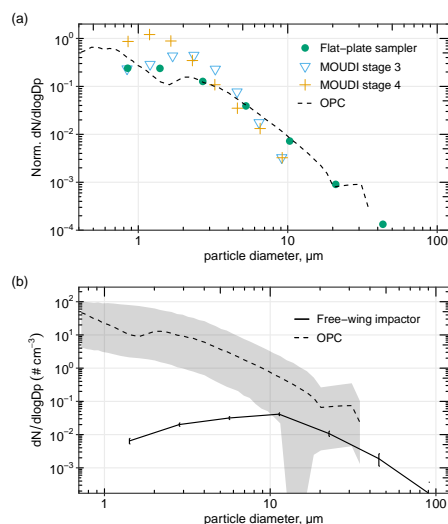 (a)
Norm. dN/dlogDp
10⁰
10⁻¹
10⁻²
10⁻³
10⁻⁴
Flat−plate sampler
MOUDI stage 3
MOUDI stage 4
OPC
1 10 100
particle diameter, µm
(b)
dN/dlogDp (# cm⁻³)
10²
10¹
10⁰
10⁻¹
10⁻²
10⁻³
Free−wing impactor
OPC
1 10 100
particle diameter, µm